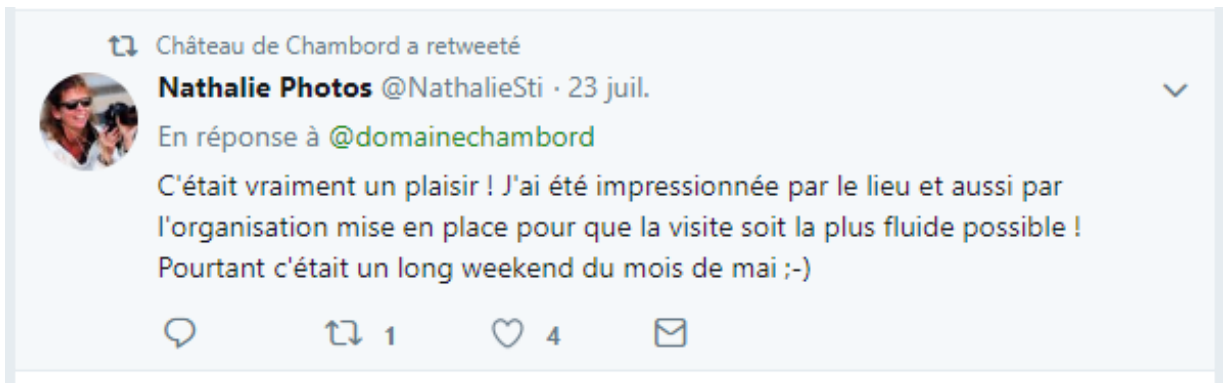 Château de Chambord a retweeté
Nathalie Photos @NathalieSti · 23 juil.
En réponse à @domainechambord
C'était vraiment un plaisir ! J'ai été impressionnée par le lieu et aussi par
l'organisation mise en place pour que la visite soit la plus fluide possible !
Pourtant c'était un long weekend du mois de mai ;-)
1 4